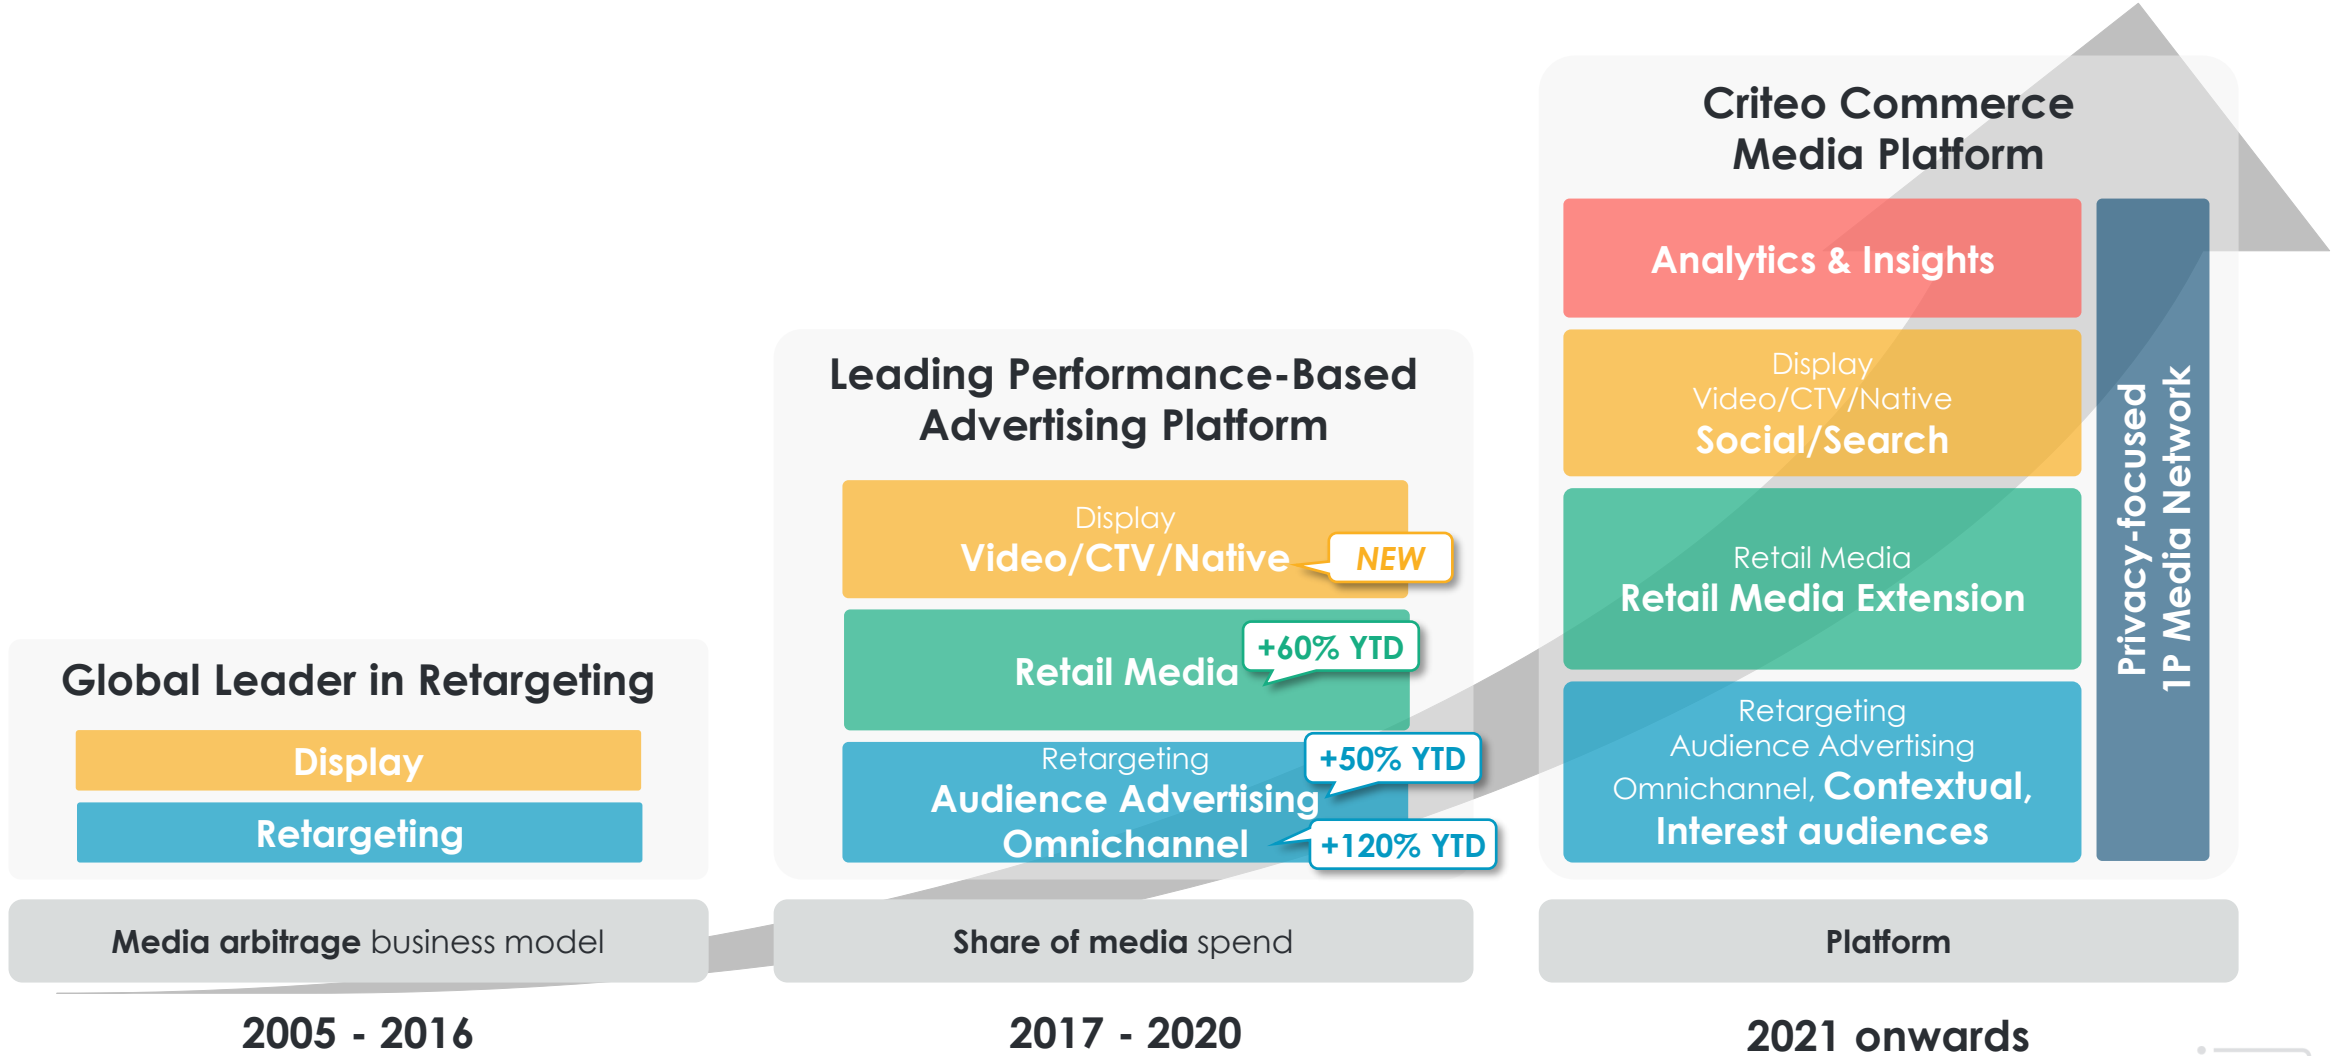 Global Leader in Retargeting
Display
Retargeting
Media arbitrage business model
2005 - 2016
Leading Performance-Based
Advertising Platform
Display
Video/CTV/Native
NEW
Retail Media
+60% YTD
Retargeting
Audience Advertising
+50% YTD
Omnichannel
+120% YTD
Share of media spend
2017 - 2020
Criteo Commerce
Media Platform
Analytics & Insights
Display
Video/CTV/Native
Social/Search
Retail Media
Retail Media Extension
Retargeting
Audience Advertising
Omnichannel, Contextual,
Interest audiences
Privacy-focused
1P Media Network
Platform
2021 onwards